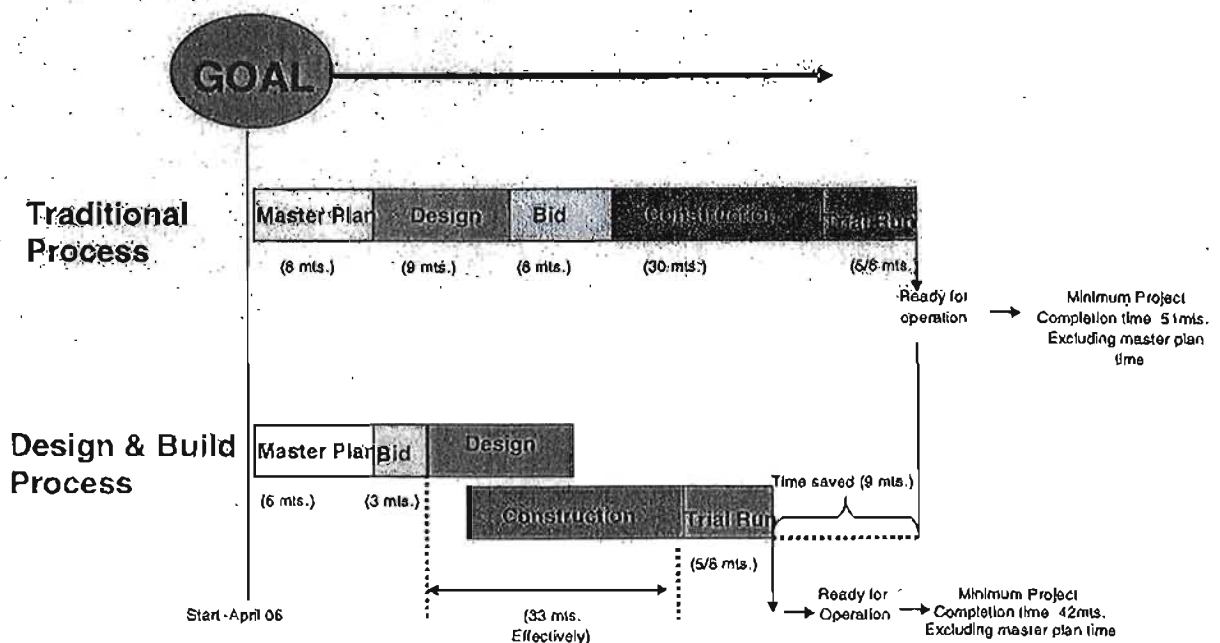 GOAL
Traditional
Process
Master Plan
Design
Bid
Construction
Trial Run
(6 mts.)
(9 mts.)
(6 mts.)
(30 mts.)
(5/6 mts.)
Ready for
operation
Minimum Project
Completion time 51mts.
Excluding master plan
time
Design & Build
Process
Master Plan
Bid
Design
(6 mts.)
(3 mts.)
Construction
Trial Run
Time saved (9 mts.)
(5/6 mts.)
Start-April 06
(33 mts.
Effectively)
Ready for
Operation
Minimum Project
Completion time 42mts.
Excluding master plan time